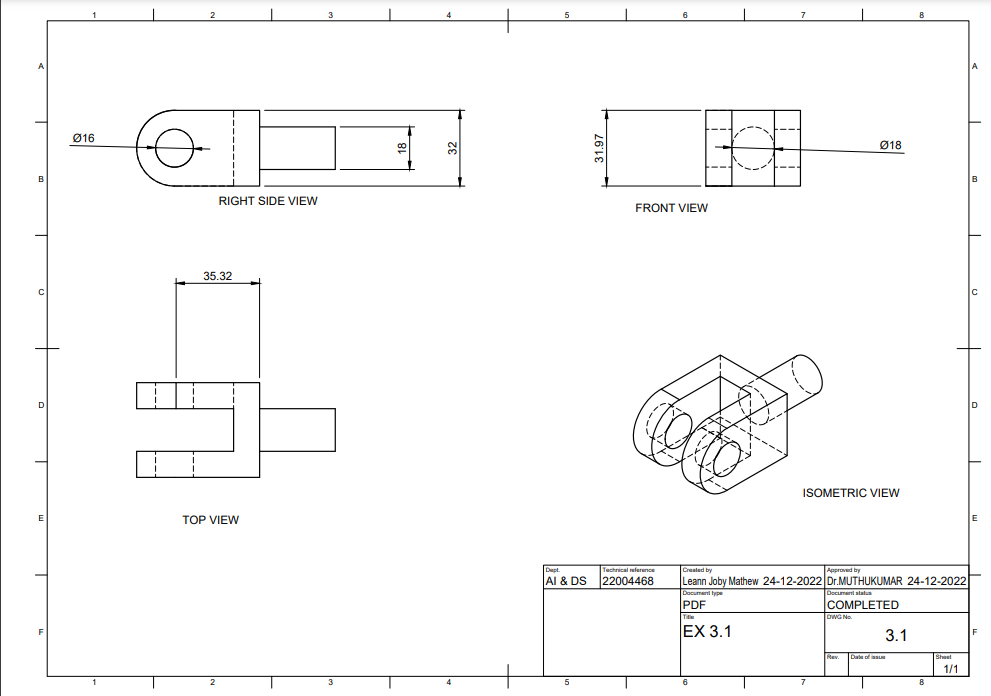 1 2 3 4 5 6 7 8
A A
Ø16
18
32
31.97
Ø18
B B
RIGHT SIDE VIEW
FRONT VIEW
35.32
C C
D D
ISOMETRIC VIEW
TOP VIEW
E E
Dept. Technical reference Created by Approved by
AI & DS 22004468 Leann Joby Mathew 24-12-2022 Dr.MUTHUKUMAR 24-12-2022
Document type Document status
PDF COMPLETED
Title DWG No.
EX 3.1 3.1
F F
Rev. Date of issue Sheet
1/1
1 2 3 4 5 6 7 8